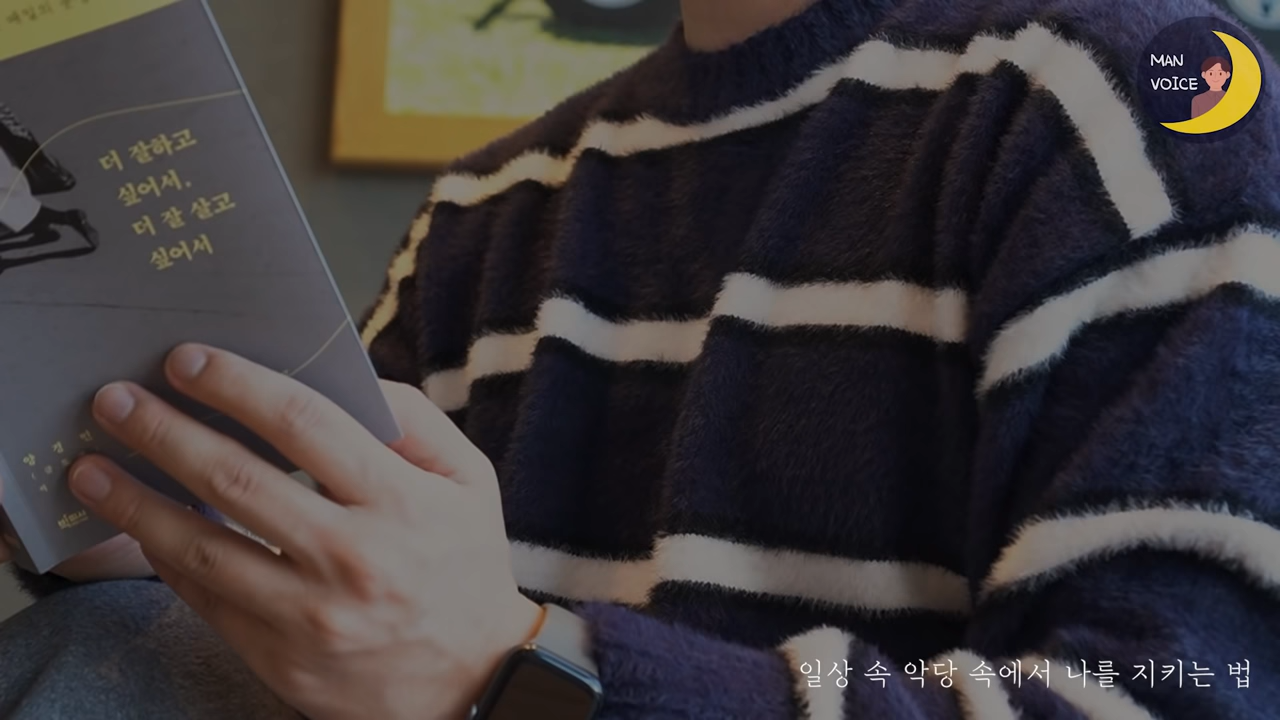 MAN
VOICE
더 잘하고
싶어서,
더 잘 살고
싶어서
일상 속 악당 속에서 나를 지키는 법